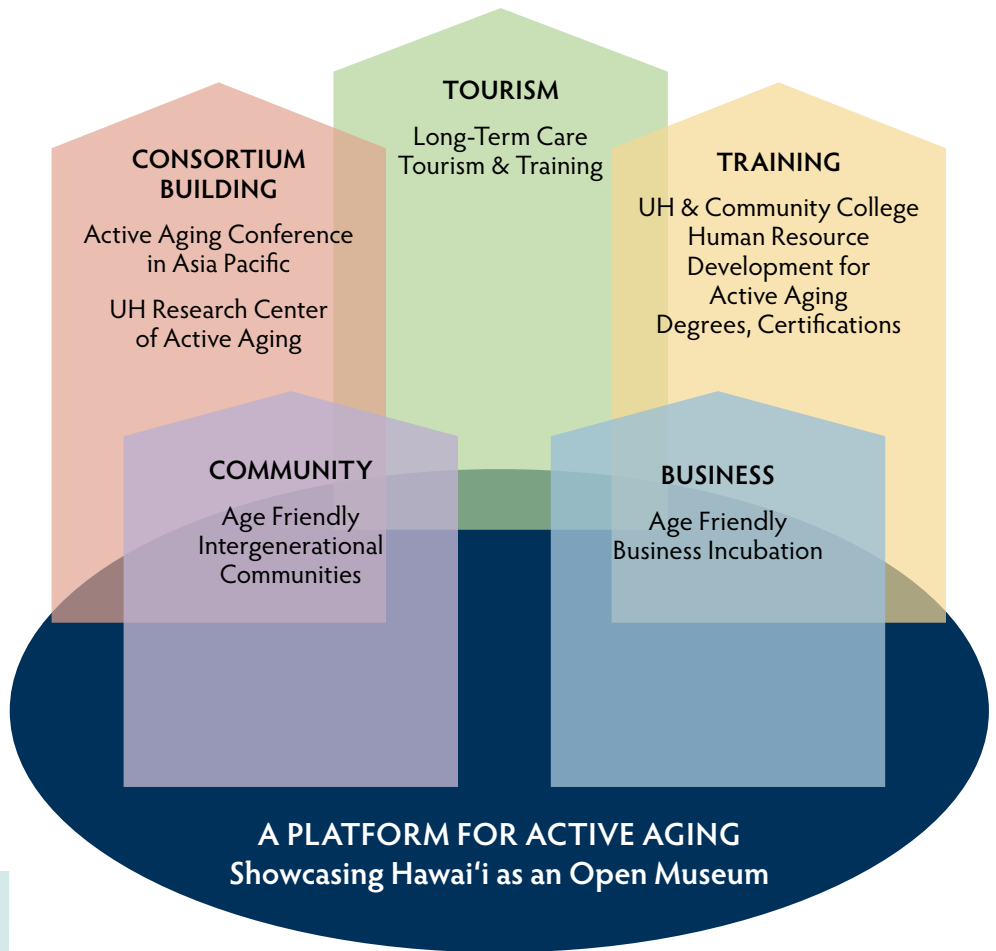 TOURISM
Long-Term Care
Tourism & Training
CONSORTIUM
BUILDING
Active Aging Conference
in Asia Pacific
UH Research Center
of Active Aging
TRAINING
UH & Community College
Human Resource
Development for
Active Aging
Degrees, Certifications
COMMUNITY
Age Friendly
Intergenerational
Communities
BUSINESS
Age Friendly
Business Incubation
A PLATFORM FOR ACTIVE AGING
Showcasing Hawai‘i as an Open Museum